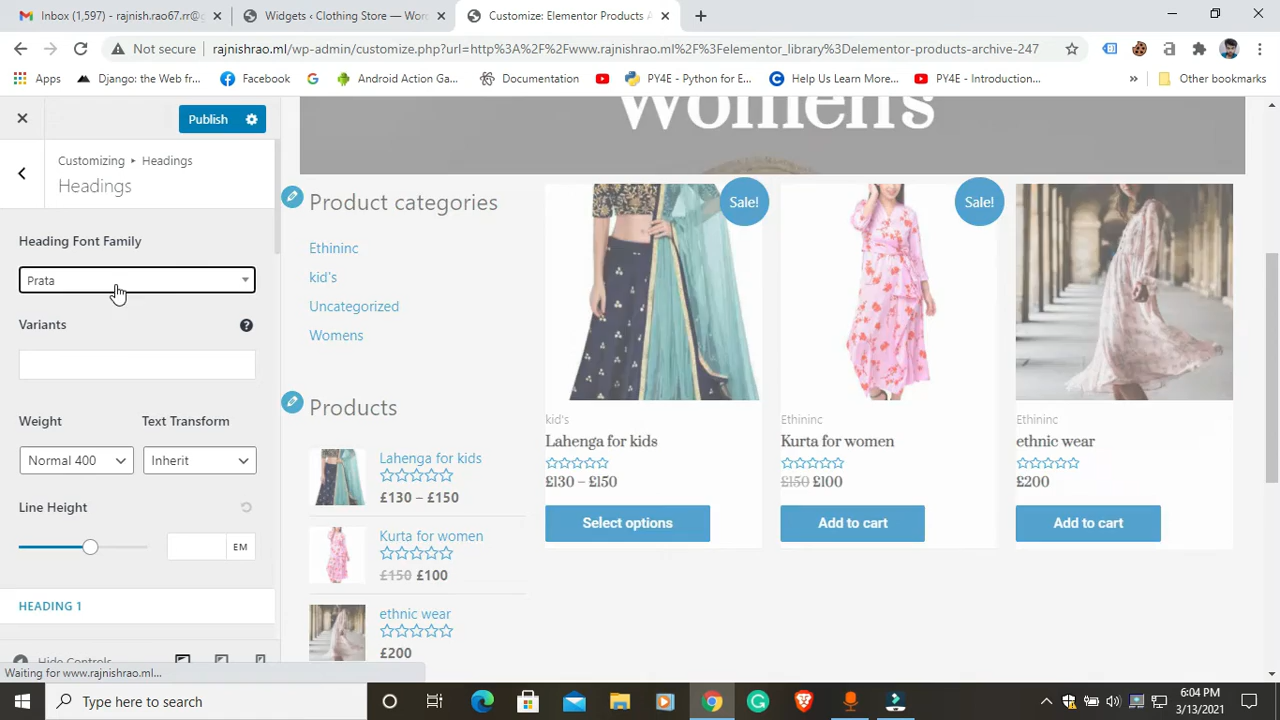 Inbox (1,597) - rajnish.rao67.rr@g
Widgets ‹ Clothing Store — Wor
Customize: Elementor Products A
Not secure
rajnishrao.ml/wp-admin/customize.php?url=http%3A%2F%2Fwww.rajnishrao.ml%2F%3Felementor_library%3Delementor-products-archive-247
Apps
Django: the Web fr...
Facebook
Android Action Ga...
Documentation
PY4E - Python for E...
Help Us Learn More...
PY4E - Introduction...
»
Other bookmarks
Publish
Customizing ▸ Headings
Headings
Heading Font Family
Prata
Variants
Weight
Text Transform
Normal 400
Inherit
Line Height
EM
HEADING 1
Hide Controls
Waiting for www.rajnishrao.ml...
Womens
Product categories
Ethininc
kid's
Uncategorized
Womens
Products
Lahenga for kids
£130 – £150
Kurta for women
£150 £100
ethnic wear
£200
Sale!
Sale!
kid's
Lahenga for kids
£130 – £150
Select options
Ethininc
Kurta for women
£150 £100
Add to cart
Ethininc
ethnic wear
£200
Add to cart
Type here to search
6:04 PM
3/13/2021